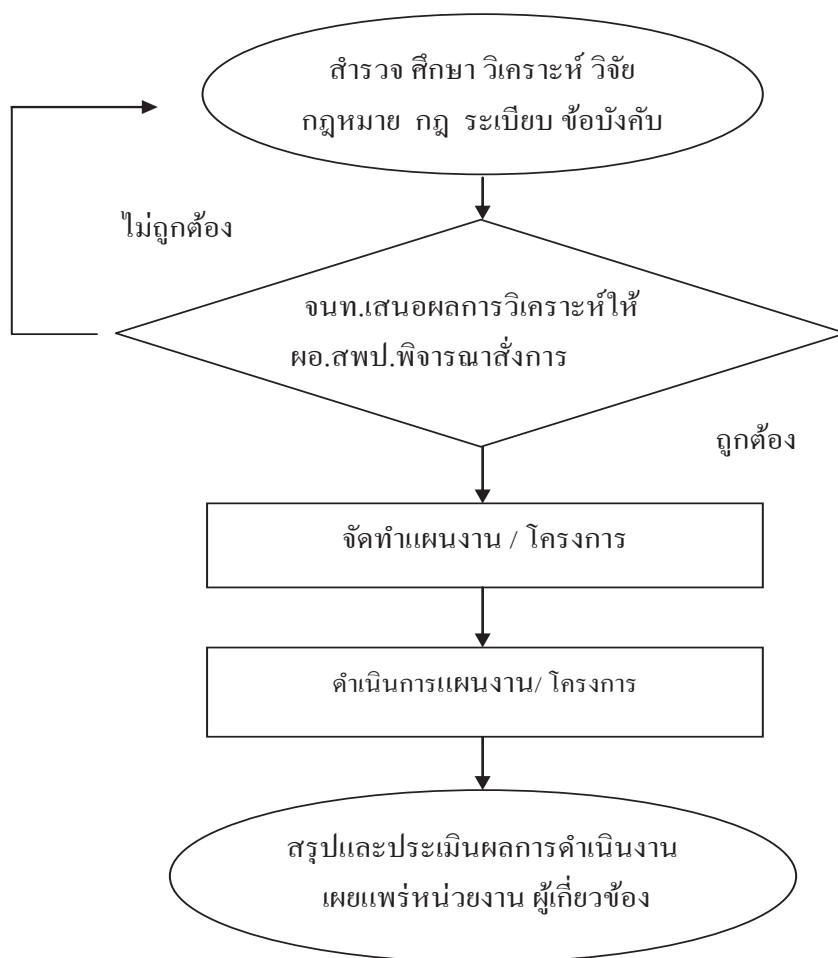 สำรวจ ศึกษา วิเคราะห์ วิจัย
กฎหมาย กฎ ระเบียบ ข้อบังคับ
ไม่ถูกต้อง
จนท.เสนอผลการวิเคราะห์ให้
ผอ.สพป.พิจารณาสั่งการ
ถูกต้อง
จัดทำแผนงาน / โครงการ
ดำเนินการแผนงาน/ โครงการ
สรุปและประเมินผลการดำเนินงาน
เผยแพร่หน่วยงาน ผู้เกี่ยวข้อง